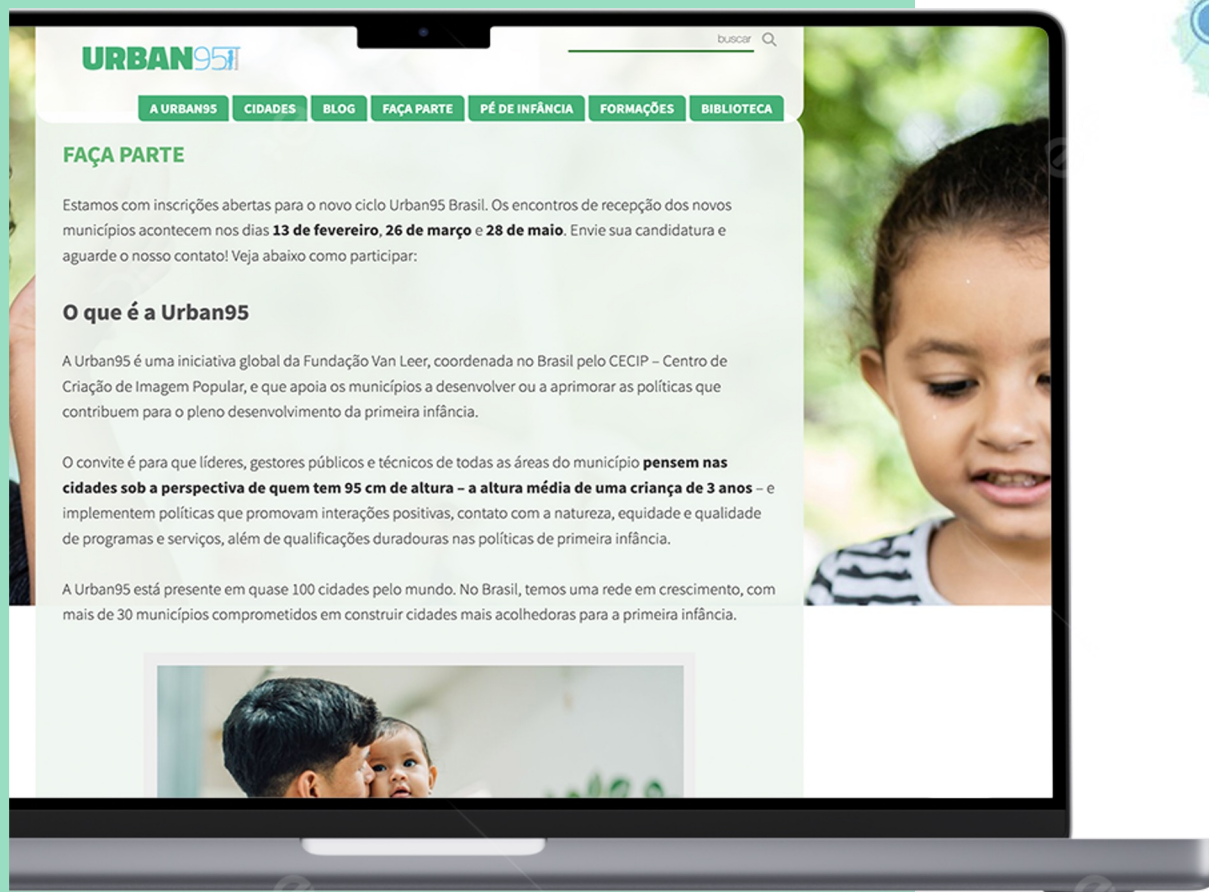 URBAN95
buscar
A URBAN95 CIDADES BLOG FAÇA PARTE PÉ DE INFÂNCIA FORMAÇÕES BIBLIOTECA
FAÇA PARTE
Estamos com inscrições abertas para o novo ciclo Urban95 Brasil. Os encontros de recepção dos novos
municípios acontecem nos dias 13 de fevereiro, 26 de março e 28 de maio. Envie sua candidatura e
aguarde o nosso contato! Veja abaixo como participar:
O que é a Urban95
A Urban95 é uma iniciativa global da Fundação Van Leer, coordenada no Brasil pelo CECIP – Centro de
Criação de Imagem Popular, e que apoia os municípios a desenvolver ou a aprimorar as políticas que
contribuem para o pleno desenvolvimento da primeira infância.
O convite é para que líderes, gestores públicos e técnicos de todas as áreas do município pensem nas
cidades sob a perspectiva de quem tem 95 cm de altura – a altura média de uma criança de 3 anos – e
implementem políticas que promovam interações positivas, contato com a natureza, equidade e qualidade
de programas e serviços, além de qualificações duradouras nas políticas de primeira infância.
A Urban95 está presente em quase 100 cidades pelo mundo. No Brasil, temos uma rede em crescimento, com
mais de 30 municípios comprometidos em construir cidades mais acolhedoras para a primeira infância.